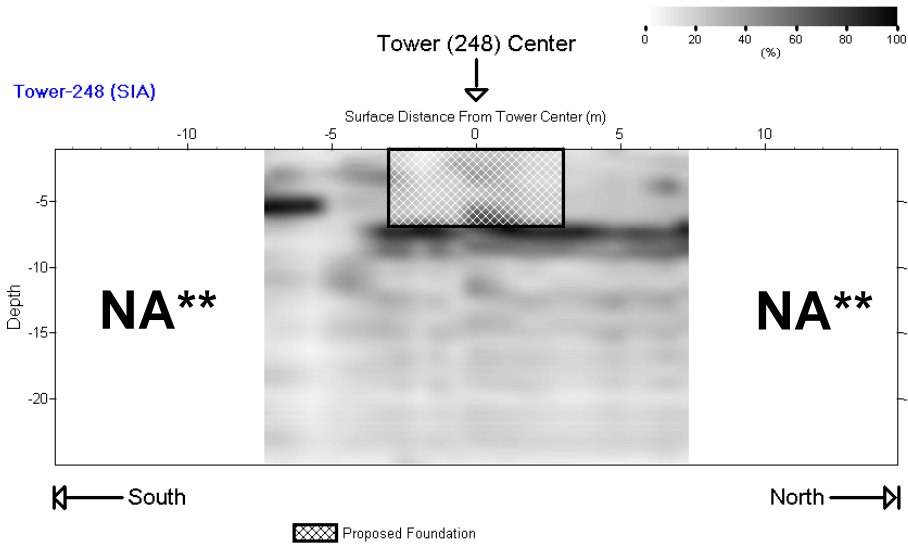 0 20 40 60 80 100
(%)
Tower (248) Center
Tower-248 (SIA)
Surface Distance From Tower Center (m)
-10 -5 0 5 10
-5
-10
-15
-20
Depth
NA** NA**
South North
Proposed Foundation